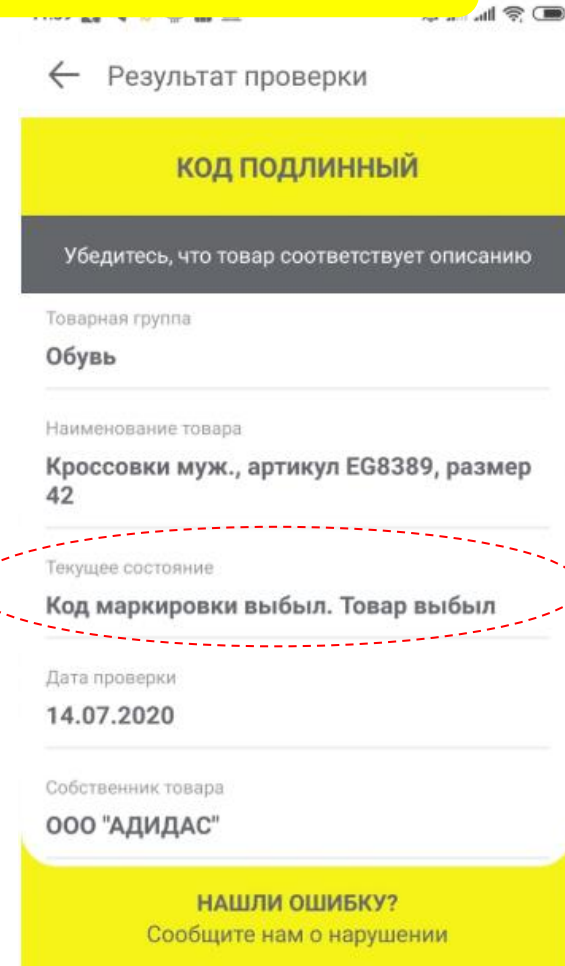 Результат проверки
КОД ПОДЛИННЫЙ
Убедитесь, что товар соответствует описанию
Товарная группа
Обувь
Наименование товара
Кроссовки муж., артикул EG8389, размер
42
Текущее состояние
Код маркировки выбыл. Товар выбыл
Дата проверки
14.07.2020
Собственник товара
ООО "АДИДАС"
НАШЛИ ОШИБКУ?
Сообщите нам о нарушении